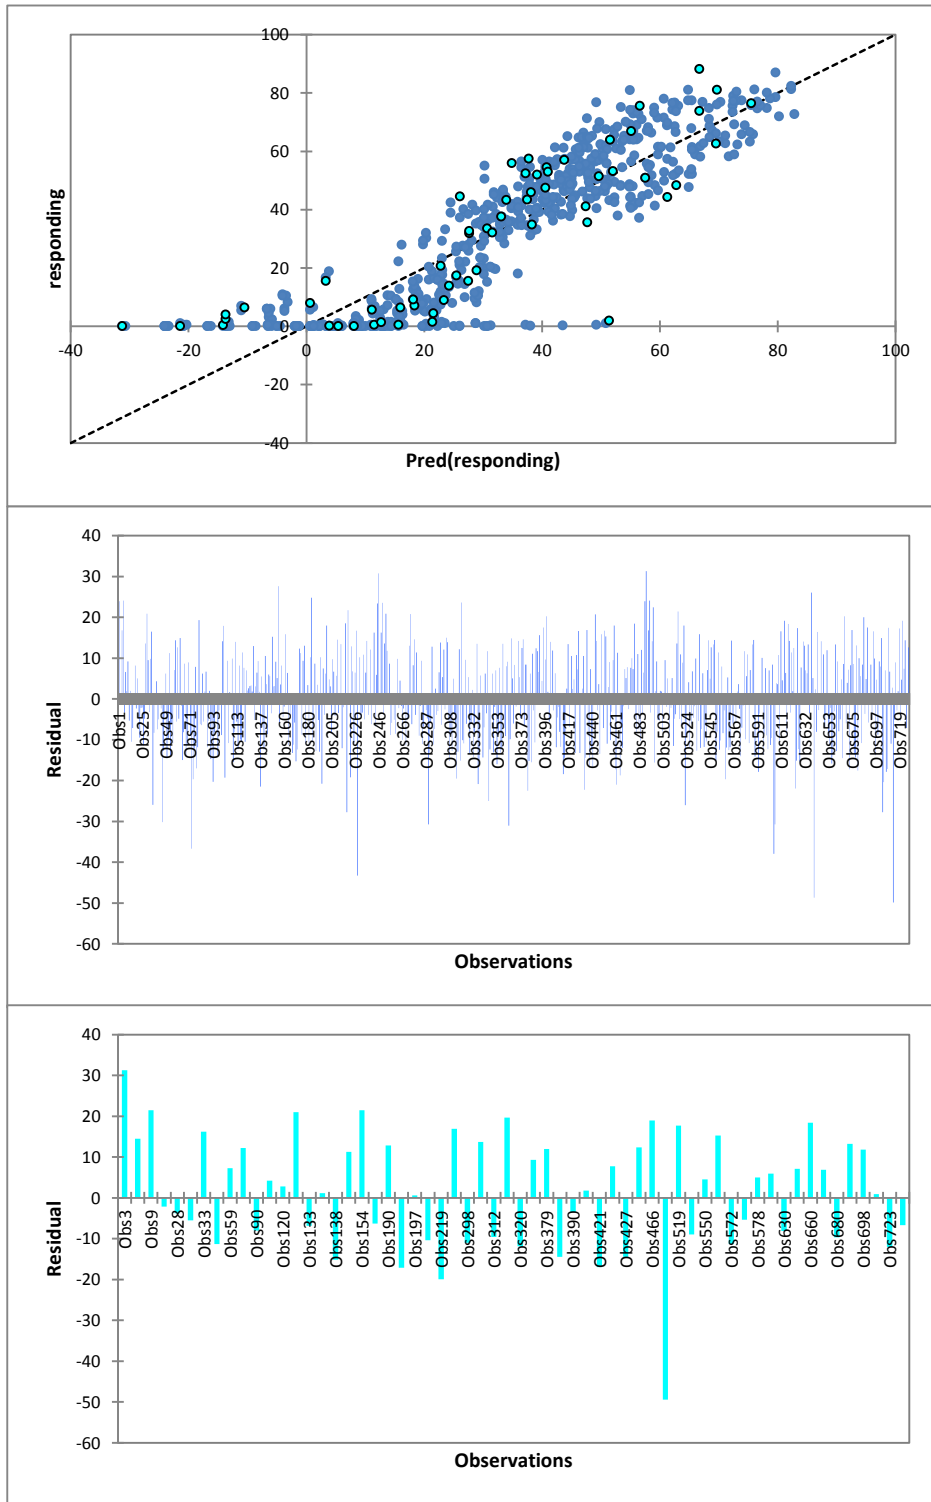 100
80
60
40
20
0
-20
-40
-40
-20
0
20
40
60
80
100
responding
Pred(responding)
40
30
20
10
0
-10
-20
-30
-40
-50
-60
Residual
Obs1
Obs25
Obs49
Obs71
Obs93
Obs113
Obs137
Obs160
Obs180
Obs205
Obs226
Obs246
Obs266
Obs287
Obs308
Obs332
Obs353
Obs373
Obs396
Obs417
Obs440
Obs461
Obs483
Obs503
Obs524
Obs545
Obs567
Obs591
Obs611
Obs632
Obs653
Obs675
Obs697
Obs719
Observations
40
30
20
10
0
-10
-20
-30
-40
-50
-60
Residual
Obs3
Obs9
Obs28
Obs33
Obs59
Obs90
Obs120
Obs133
Obs138
Obs154
Obs190
Obs197
Obs219
Obs298
Obs312
Obs320
Obs379
Obs390
Obs421
Obs427
Obs466
Obs519
Obs550
Obs572
Obs578
Obs630
Obs660
Obs680
Obs698
Obs723
Observations